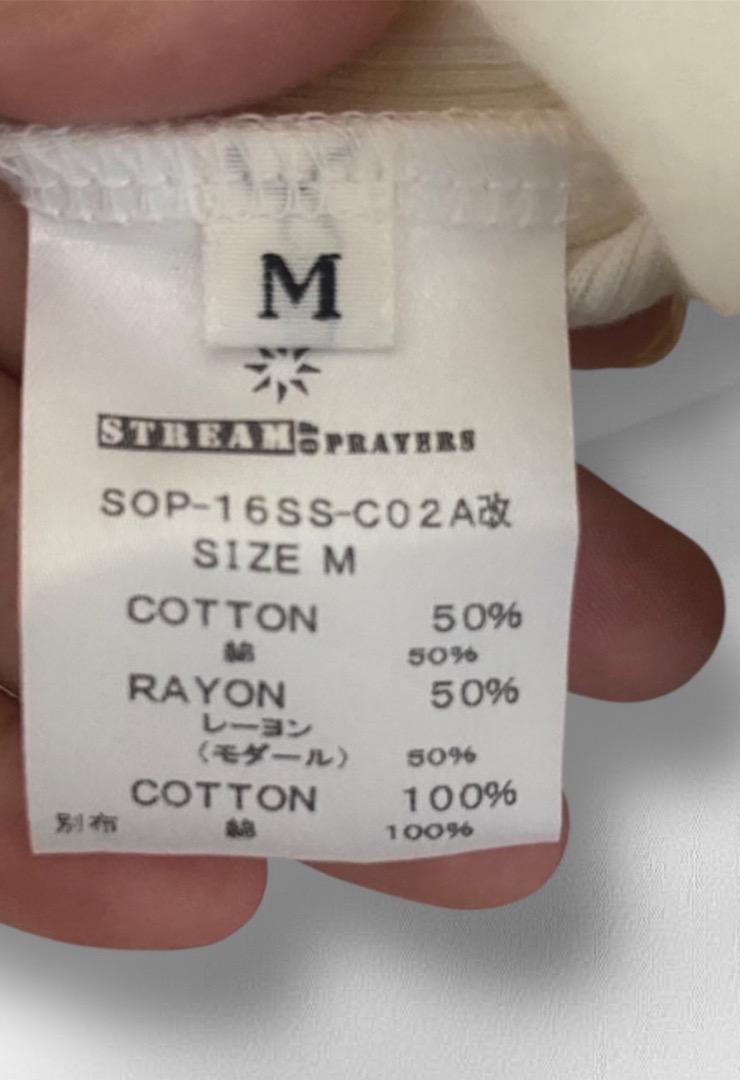 M
STREAM OF PRAYERS
SOP-16SS-C02A改
SIZE M
COTTON 50%
綿 50%
RAYON 50%
レーヨン
(モダール) 50%
COTTON 100%
別布 綿 100%